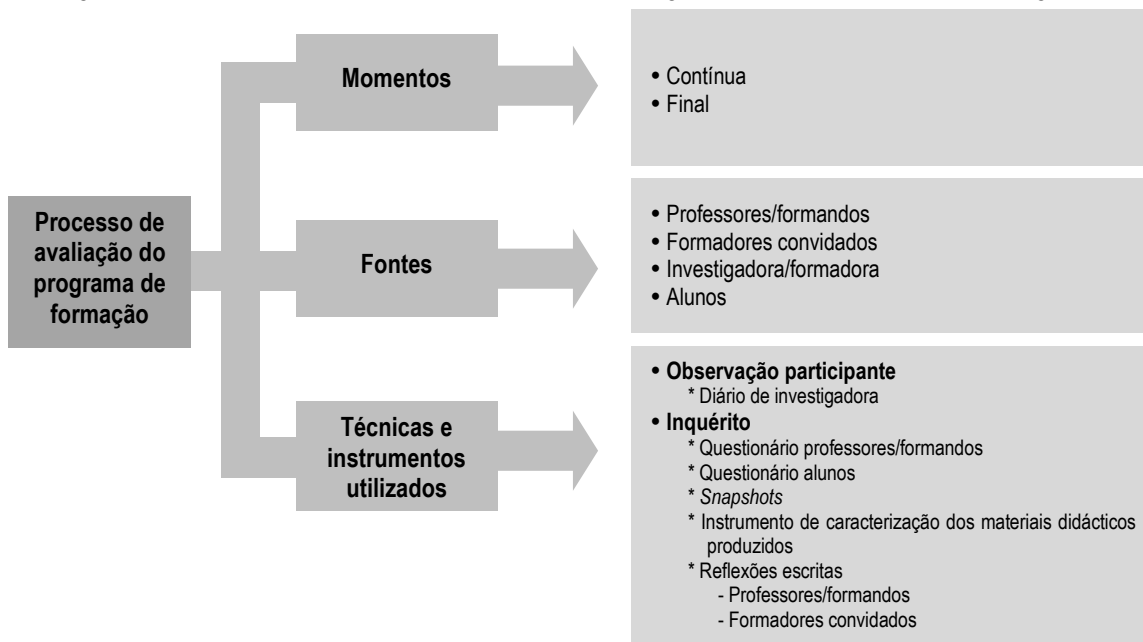 Processo de
avaliação do
programa de
formação
Momentos
• Contínua
• Final
Fontes
• Professores/formandos
• Formadores convidados
• Investigadora/formadora
• Alunos
Técnicas e
instrumentos
utilizados
• Observação participante
* Diário de investigadora
• Inquérito
* Questionário professores/formandos
* Questionário alunos
* Snapshots
* Instrumento de caracterização dos materiais didácticos
produzidos
* Reflexões escritas
- Professores/formandos
- Formadores convidados